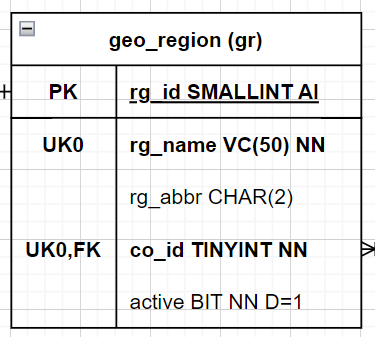 geo_region (gr)
PK rg_id SMALLINT AI
UK0 rg_name VC(50) NN
rg_abbr CHAR(2)
UK0,FK co_id TINYINT NN
active BIT NN D=1